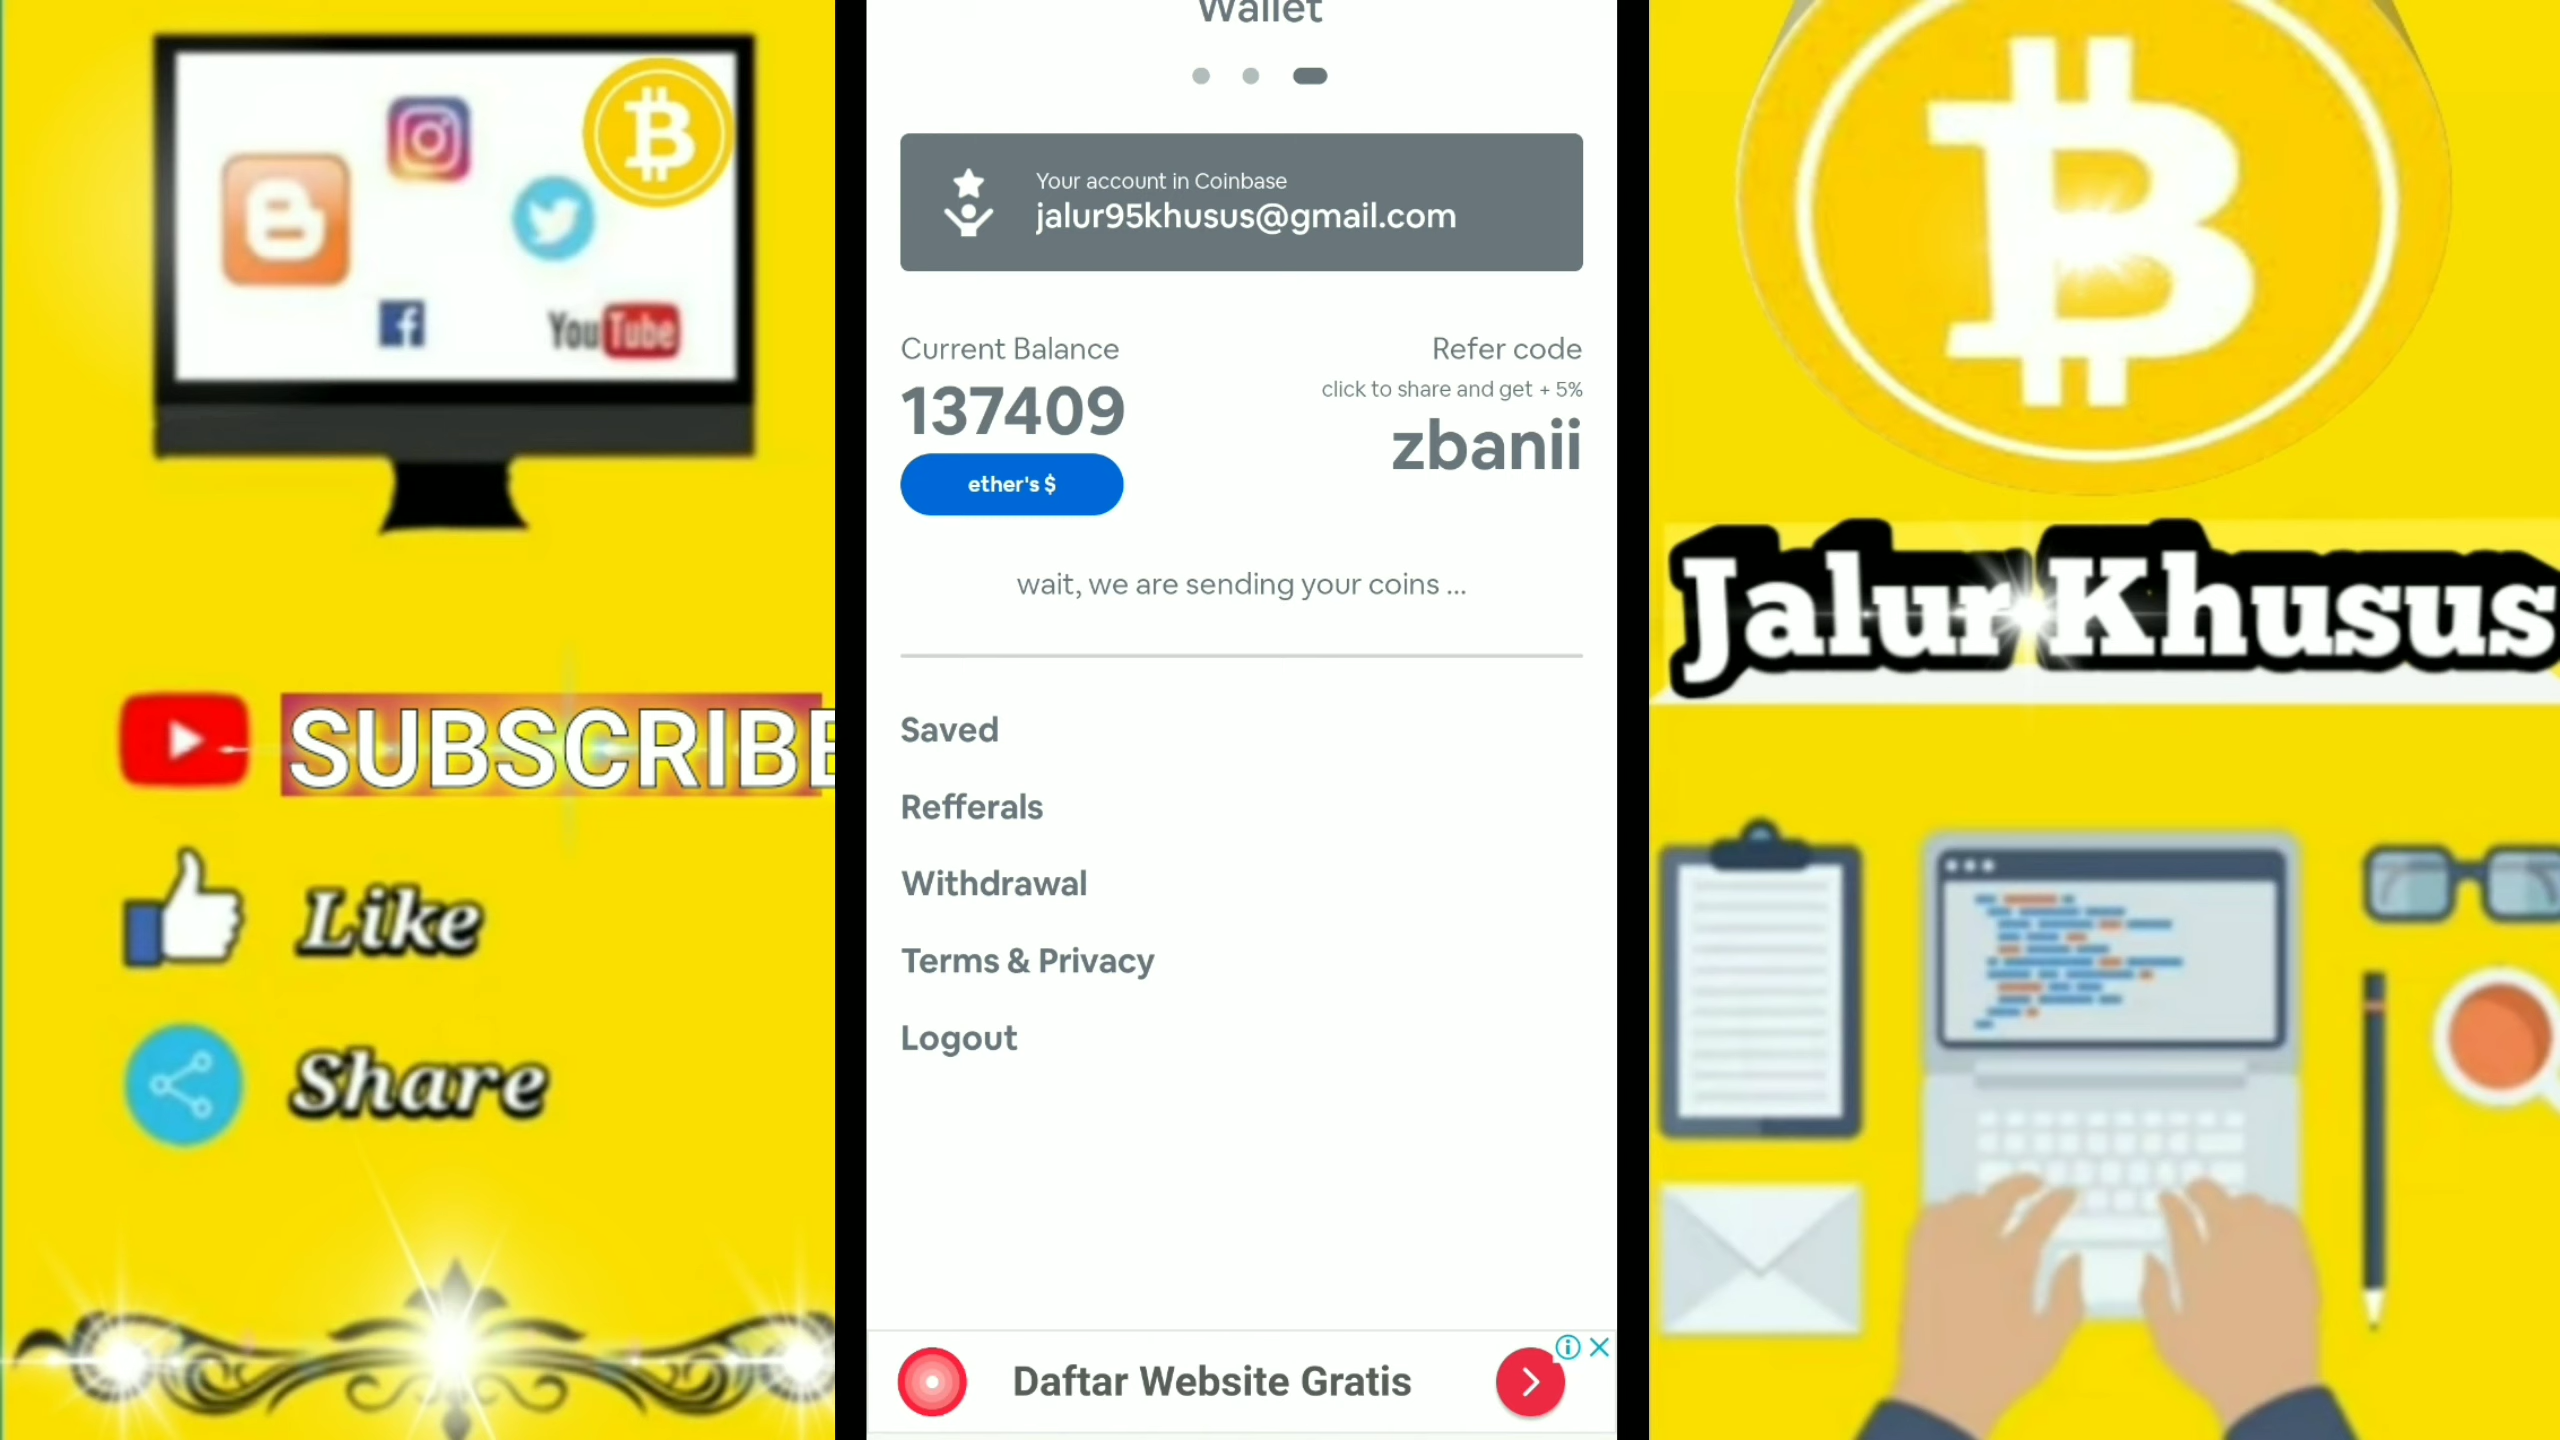 You Tube
SUBSCRIBE
Like
Share
Wallet
Your account in Coinbase
jalur95khusus@gmail.com
Current Balance
137409
ether's $
Refer code
click to share and get + 5%
zbanii
wait, we are sending your coins ...
Saved
Refferals
Withdrawal
Terms & Privacy
Logout
Daftar Website Gratis
Jalur Khusus